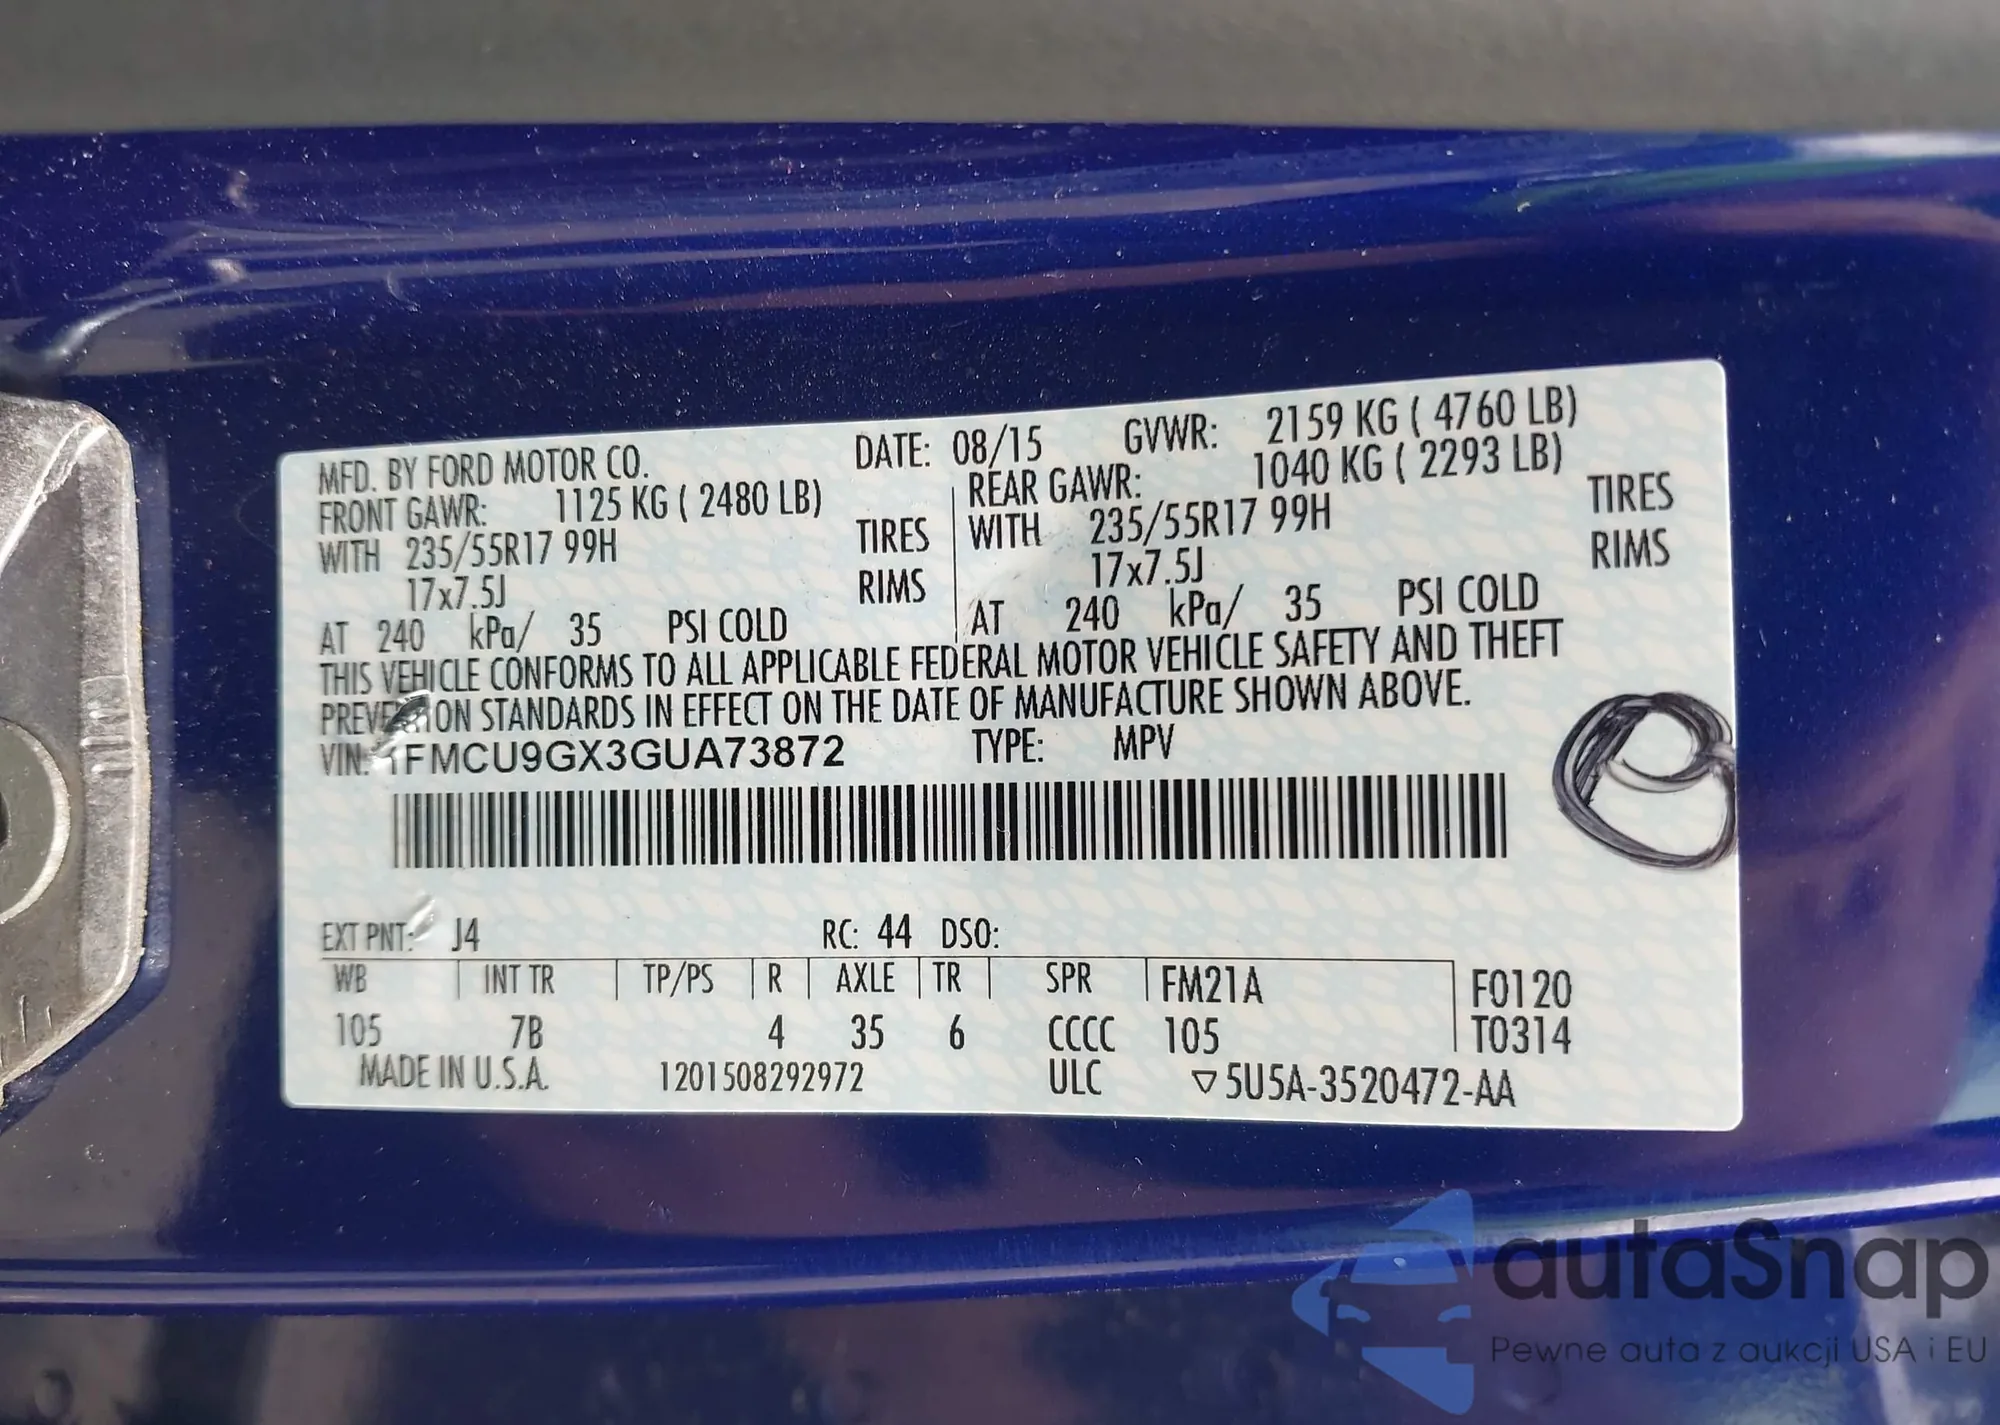 MFD. BY FORD MOTOR CO. DATE: 08/15 GVWR: 2159 KG ( 4760 LB)
FRONT GAWR: 1125 KG ( 2480 LB) REAR GAWR: 1040 KG ( 2293 LB)
WITH 235/55R17 99H TIRES WITH 235/55R17 99H TIRES
17x7.5J RIMS 17x7.5J RIMS
AT 240 kPa/ 35 PSI COLD AT 240 kPa/ 35 PSI COLD
THIS VEHICLE CONFORMS TO ALL APPLICABLE FEDERAL MOTOR VEHICLE SAFETY AND THEFT
PREVENTION STANDARDS IN EFFECT ON THE DATE OF MANUFACTURE SHOWN ABOVE.
VIN: 1FMCU9GX3GUA73872 TYPE: MPV
EXT PNT: J4 RC: 44 DSO:
WB INT TR TP/PS R AXLE TR SPR FM21A F0120
105 7B 4 35 6 CCCC 105 T0314
MADE IN U.S.A. 1201508292972 ULC ▽5U5A-3520472-AA
autaSnap
Pewne auta z aukcji USA i EU